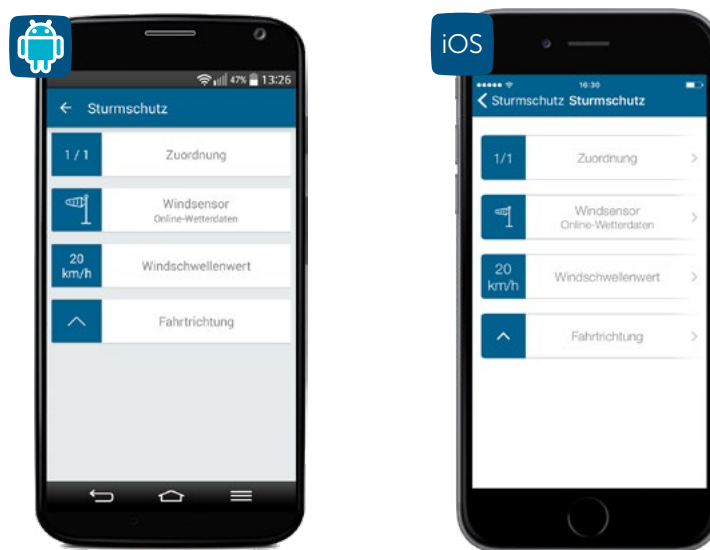 47% 13:26
Sturmschutz
1 / 1 Zuordnung
Windsensor
Online-Wetterdaten
20
km/h
Windschwellenwert
Fahrtrichtung
iOS
16:30
Sturmschutz Sturmschutz
1/1 Zuordnung
Windsensor
Online-Wetterdaten
20
km/h
Windschwellenwert
Fahrtrichtung